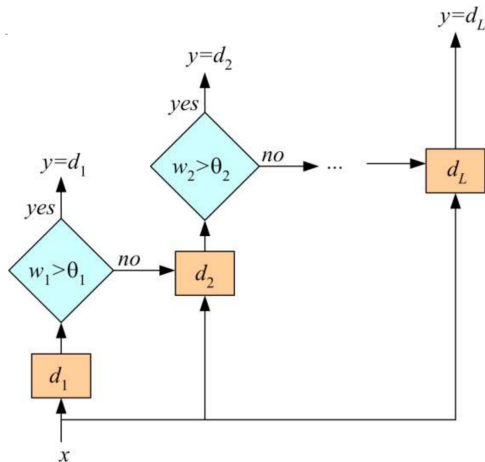 y=d_L
y=d_2
yes
w_2>θ_2
no
...
d_L
y=d_1
yes
w_1>θ_1
no
d_2
d_1
x